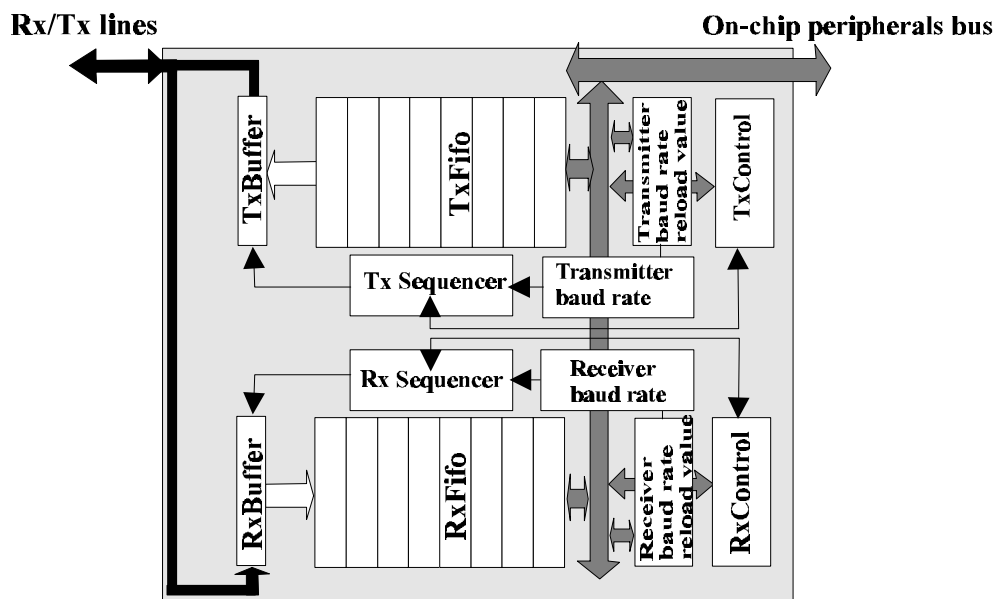 Rx/Tx lines
On-chip peripherals bus
TxBuffer
TxFifo
Transmitter
baud rate
reload value
TxControl
Tx Sequencer
Transmitter
baud rate
Rx Sequencer
Receiver
baud rate
RxBuffer
RxFifo
Receiver
baud rate
reload value
RxControl